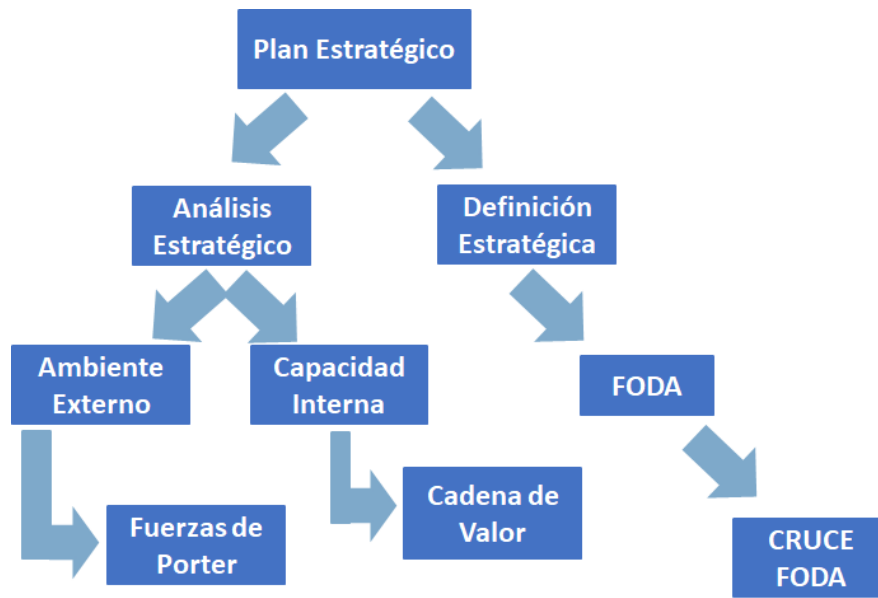 Plan Estratégico
Análisis
Estratégico
Definición
Estratégica
Ambiente
Externo
Capacidad
Interna
FODA
Fuerzas de
Porter
Cadena de
Valor
CRUCE
FODA